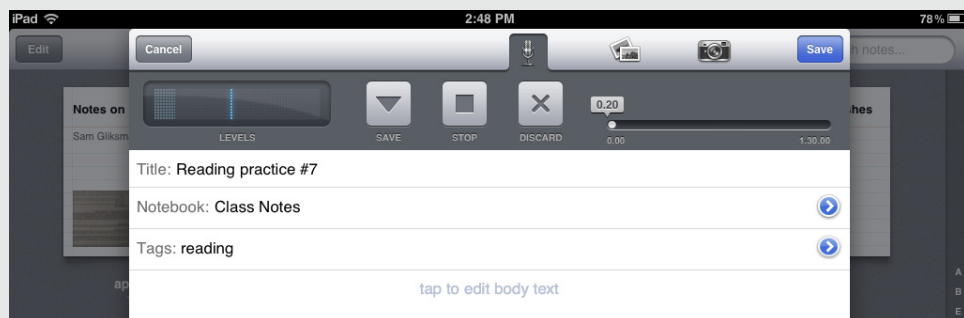 iPad 2:48 PM 78%
Edit Cancel Save h notes...
0.20
LEVELS SAVE STOP DISCARD 0.00 1.30.00
Notes on hes
Sam Gliksm
Title: Reading practice #7
Notebook: Class Notes
Tags: reading
ap tap to edit body text
A
B
E